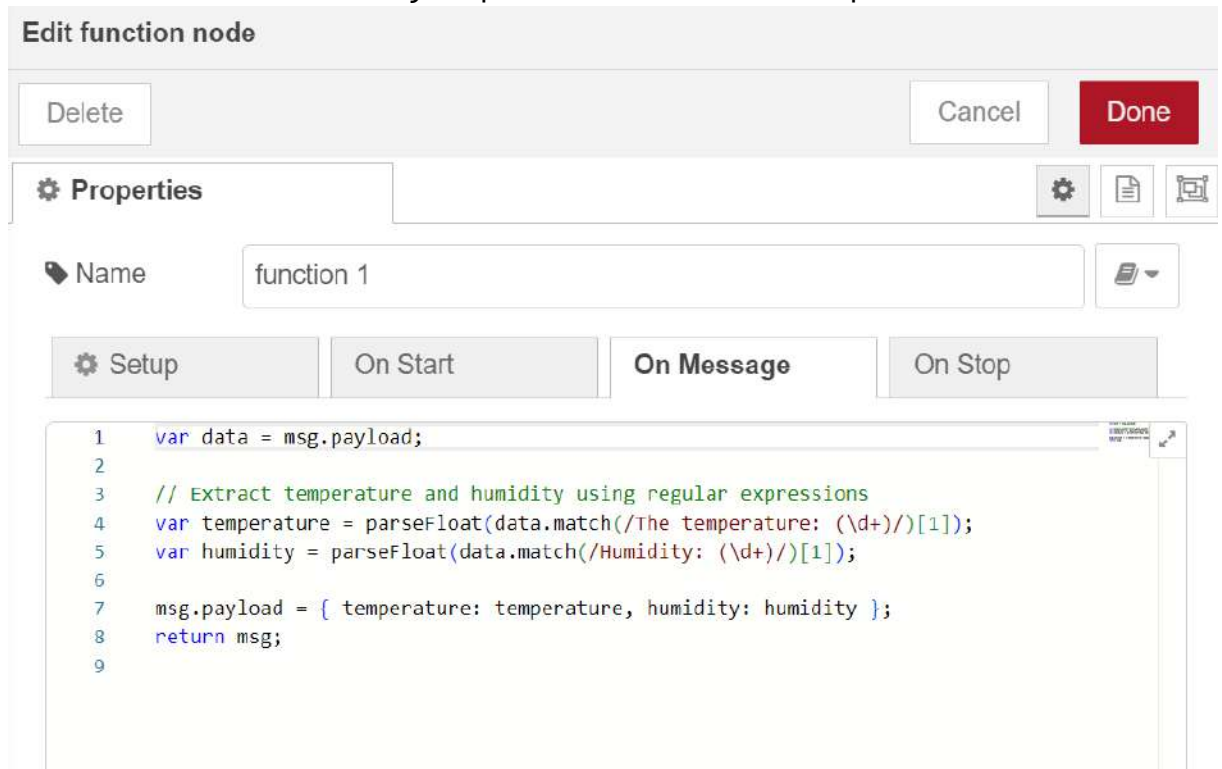 Edit function node
Delete Cancel Done
Properties
Name function 1
Setup On Start On Message On Stop
1 var data = msg.payload;
2
3 // Extract temperature and humidity using regular expressions
4 var temperature = parseFloat(data.match(/The temperature: (\d+)/)[1]);
5 var humidity = parseFloat(data.match(/Humidity: (\d+)/)[1]);
6
7 msg.payload = { temperature: temperature, humidity: humidity };
8 return msg;
9